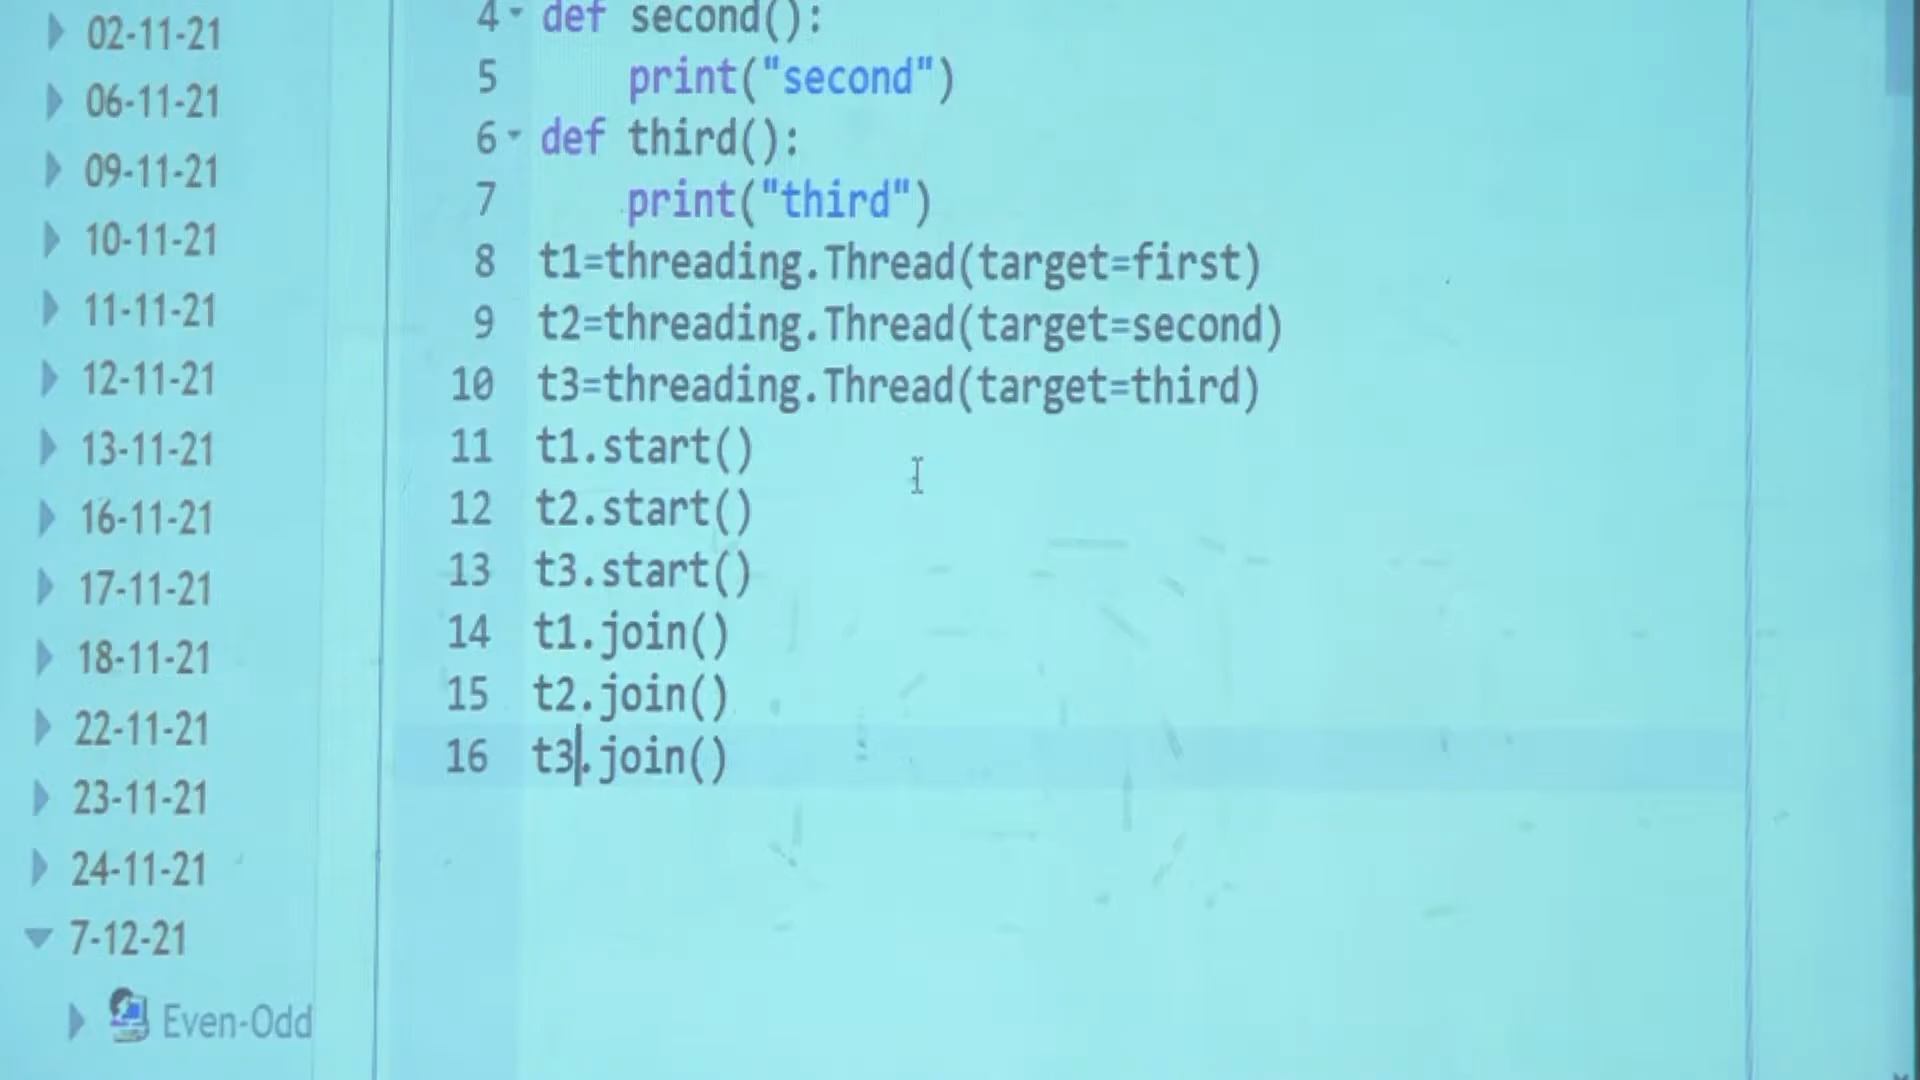 02-11-21
06-11-21
09-11-21
10-11-21
11-11-21
12-11-21
13-11-21
16-11-21
17-11-21
18-11-21
22-11-21
23-11-21
24-11-21
7-12-21
Even-Odd
4 def second():
5 print("second")
6 def third():
7 print("third")
8 t1=threading.Thread(target=first)
9 t2=threading.Thread(target=second)
10 t3=threading.Thread(target=third)
11 t1.start()
12 t2.start()
13 t3.start()
14 t1.join()
15 t2.join()
16 t3.join()